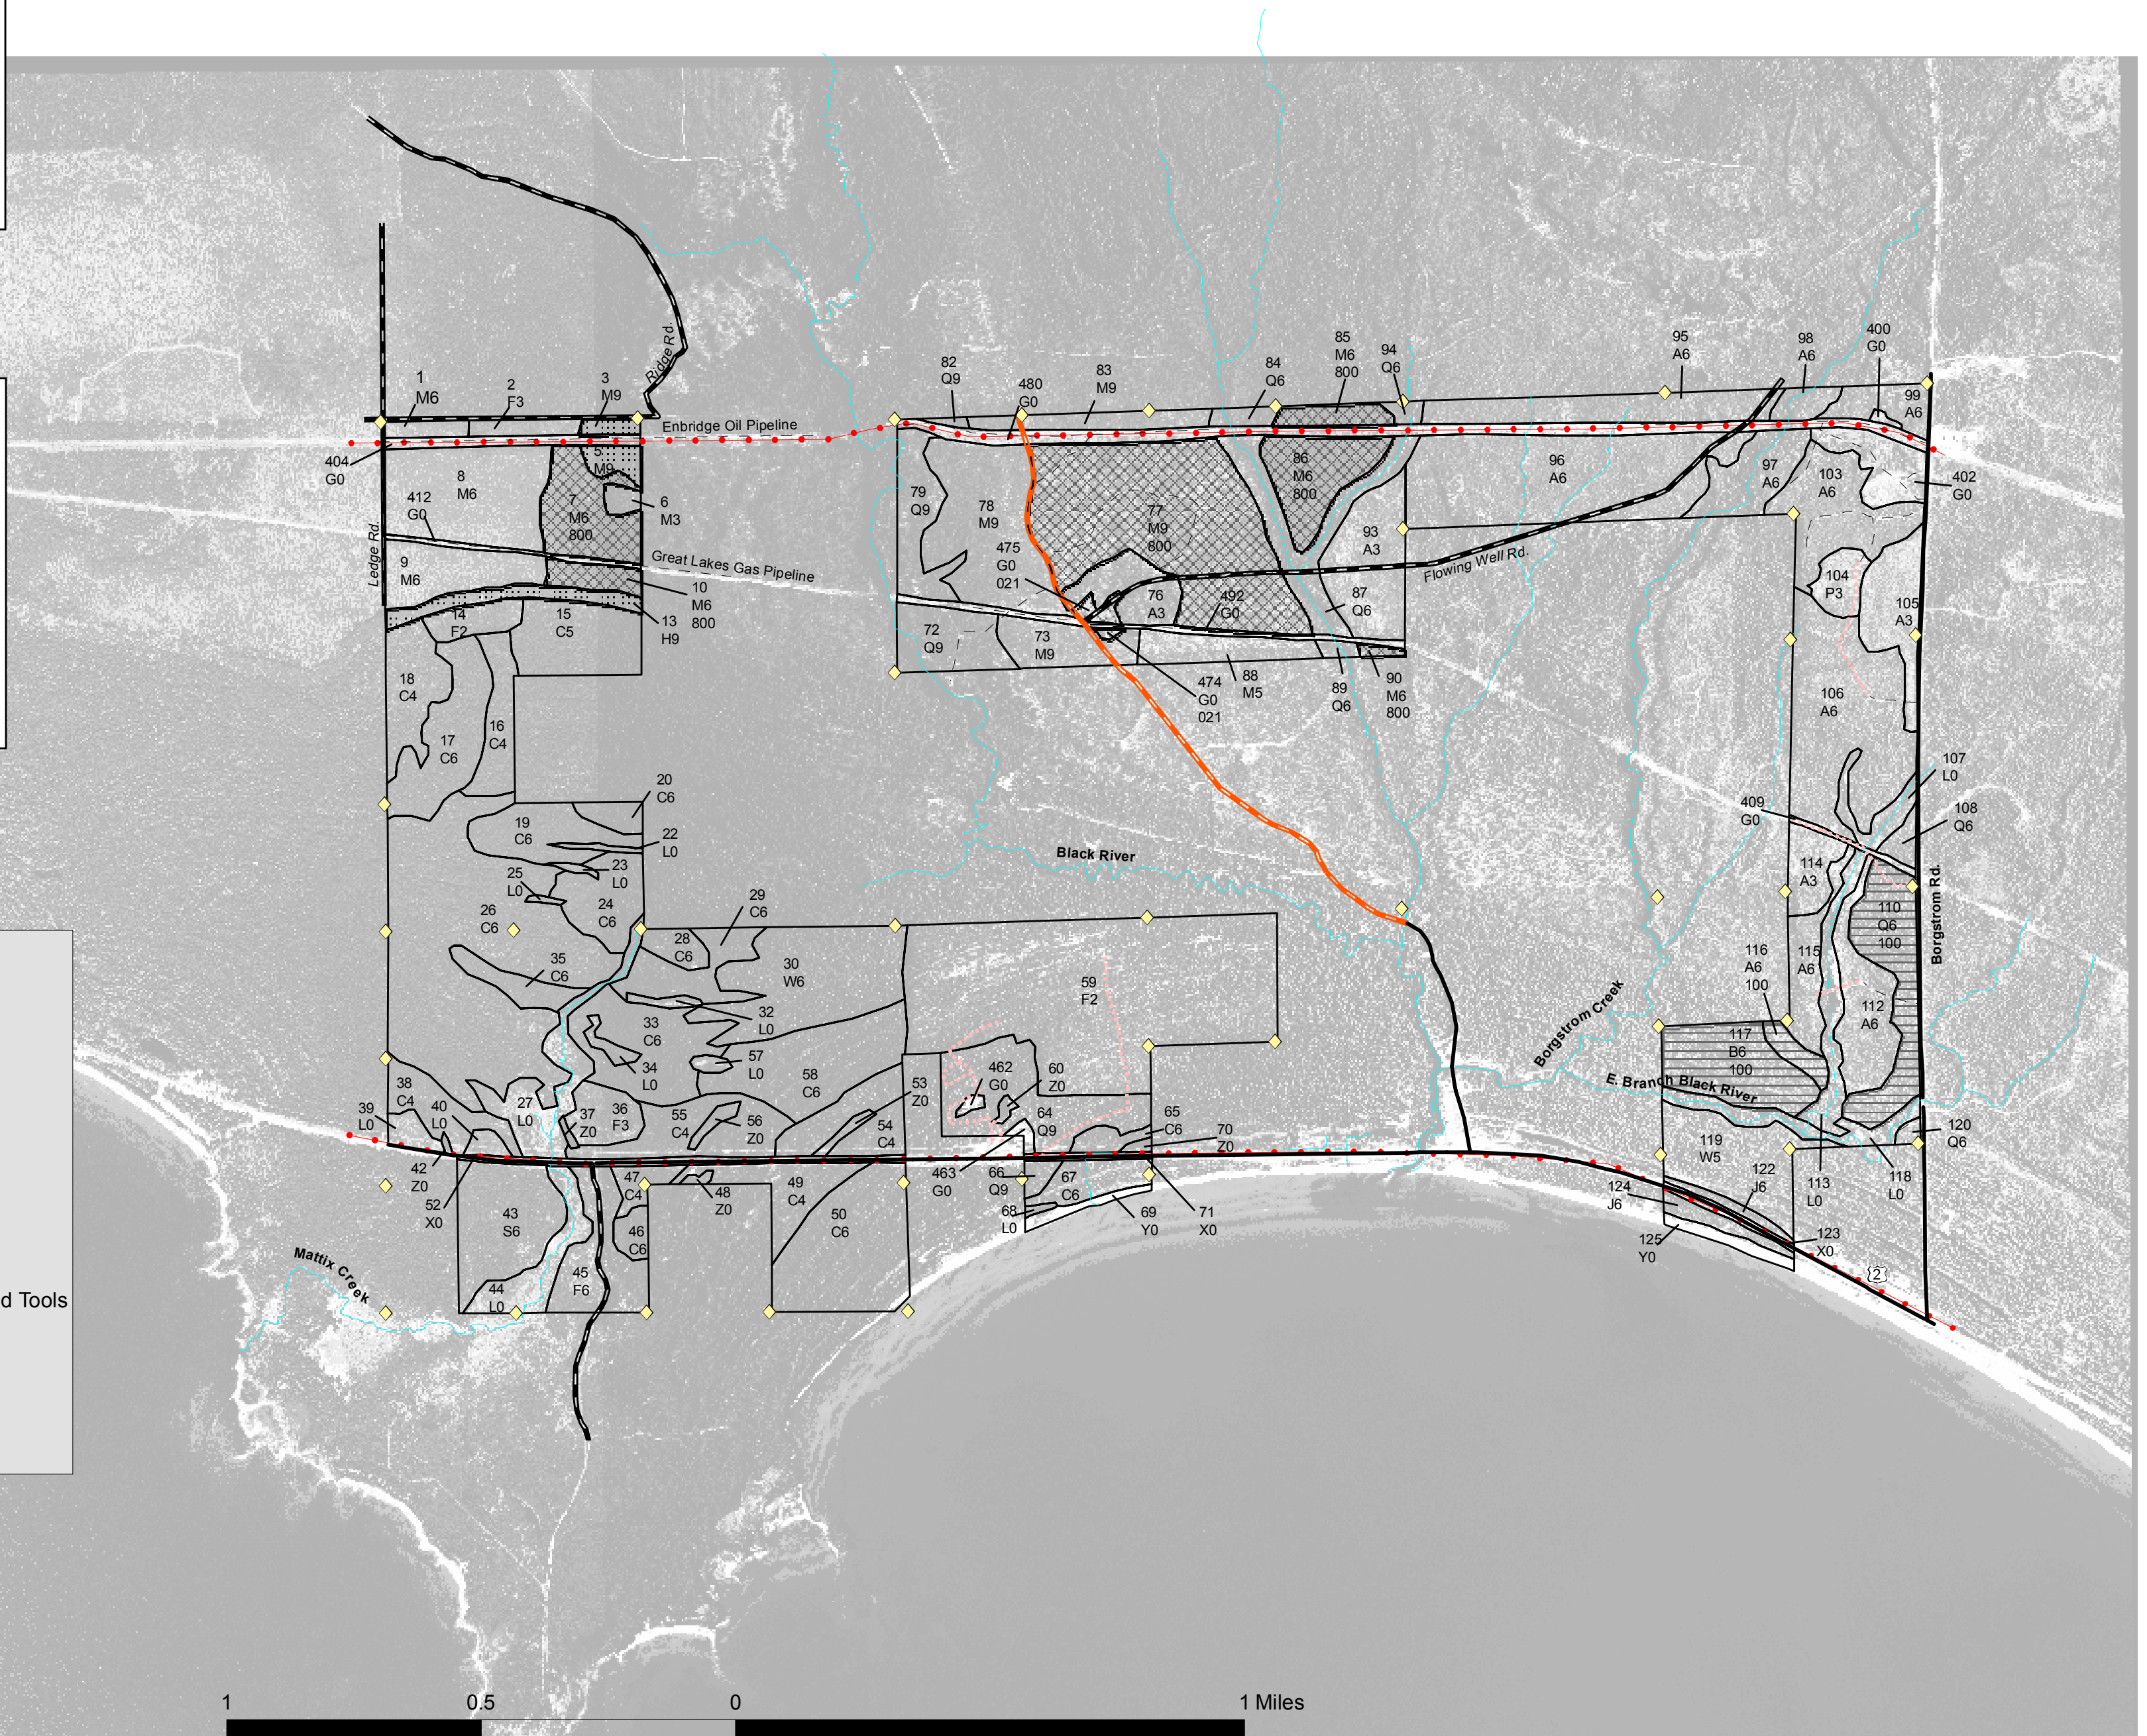 1
M6
2
F3
3
M9
Ridge Rd.
Enbridge Oil Pipeline
404
G0
5
M9
8
M6
412
G0
7
M6
800
6
M3
Ledge Rd.
9
M6
Great Lakes Gas Pipeline
10
M6
800
13
H9
14
F2
15
C5
18
C4
16
C4
17
C6
82
Q9
480
G0
83
M9
84
Q6
85
M6
800
94
Q6
95
A6
98
A6
400
G0
99
A6
79
Q9
78
M9
77
M9
800
86
M6
800
96
A6
97
A6
103
A6
402
G0
475
G0
021
93
A3
Flowing Well Rd.
76
A3
492
G0
87
Q6
104
P3
105
A3
72
Q9
73
M9
474
G0
021
88
M5
89
Q6
90
M6
800
106
A6
20
C6
19
C6
22
L0
23
L0
25
L0
24
C6
26
C6
28
C6
29
C6
35
C6
30
W6
32
L0
33
C6
34
L0
57
L0
58
C6
Black River
59
F2
107
L0
409
G0
108
Q6
114
A3
110
Q6
100
Borgstrom Rd.
116
A6
100
115
A6
112
A6
117
B6
100
Borgstrom Creek
E. Branch Black River
38
C4
39
L0
40
L0
27
L0
37
Z0
36
F3
55
C4
56
Z0
53
Z0
54
C4
462
G0
60
Z0
64
Q9
65
C6
70
Z0
119
W5
120
Q6
118
L0
113
L0
122
J6
124
J6
123
X0
125
Y0
2
42
Z0
52
X0
43
S6
47
C4
48
Z0
49
C4
46
C6
50
C6
463
G0
66
Q9
67
C6
68
L0
69
Y0
71
X0
Mattix Creek
44
L0
45
F6
d Tools
1
0.5
0
1 Miles